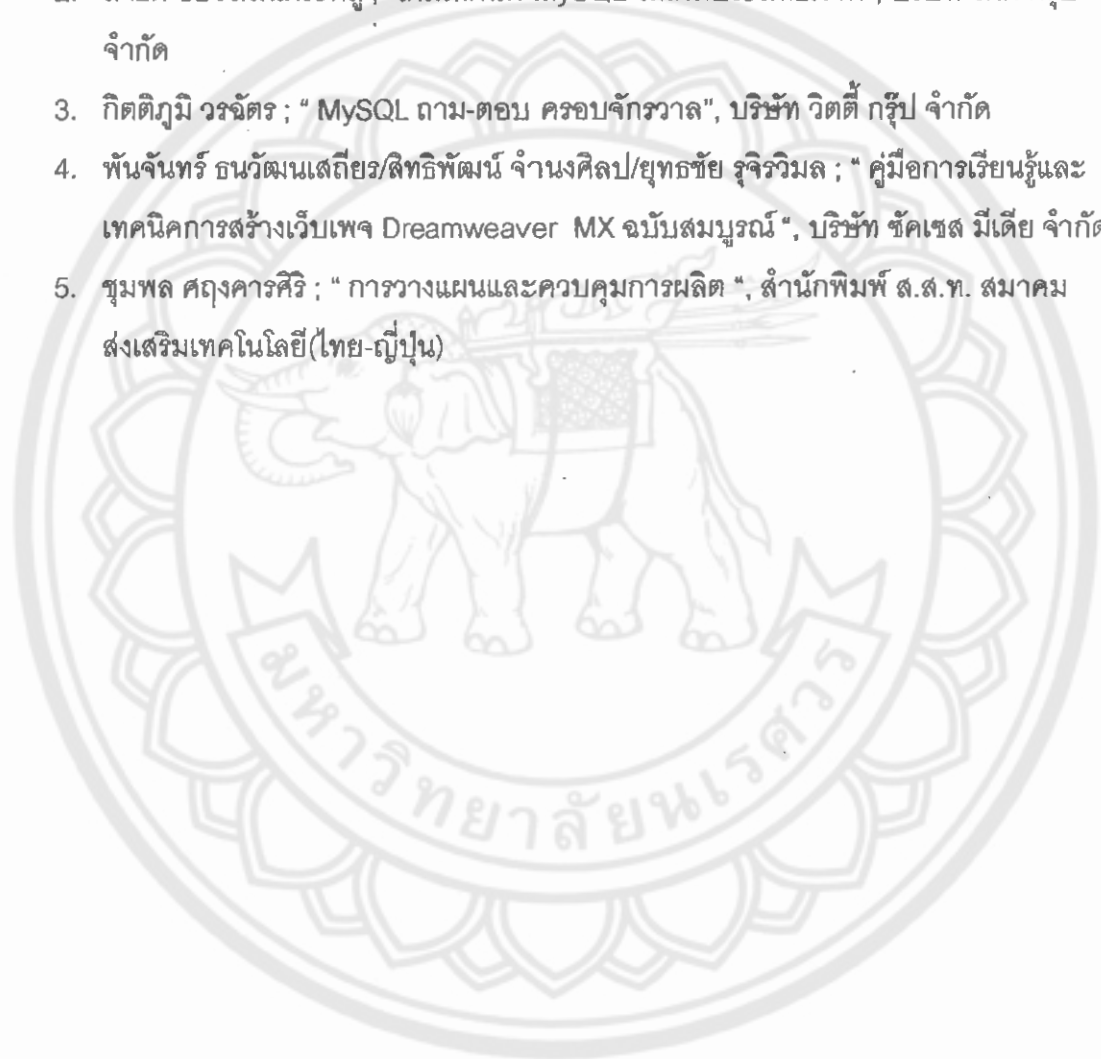 จำกัด
3. กิตติภูมิ วรฉัตร ; " MySQL ถาม-ตอบ ครอบจักรวาล", บริษัท วิตตี้ กรุ๊ป จำกัด
4. พันจันทร์ ธนวัฒนเสถียร/สิทธิพัฒน์ จำนงศิลป/ยุทธชัย รุจิรวิมล ; " คู่มือการเรียนรู้และ
เทคนิคการสร้างเว็บเพจ Dreamweaver MX ฉบับสมบูรณ์ ", บริษัท ซัคเซส มีเดีย จำกัด
5. ชุมพล ศฤงคารศิริ ; " การวางแผนและควบคุมการผลิต ", สำนักพิมพ์ ส.ส.ท. สมาคม
ส่งเสริมเทคโนโลยี(ไทย-ญี่ปุ่น)
มหาวิทยาลัยนเรศวร